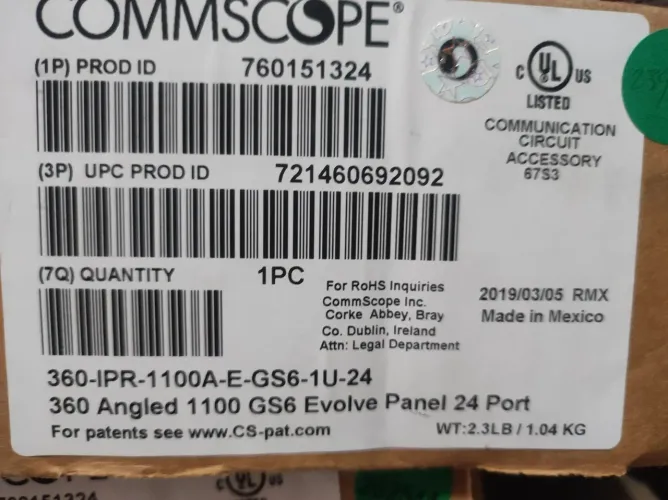 COMMSCOPE®
(1P) PROD ID 760151324
C UL US
LISTED
COMMUNICATION
CIRCUIT
ACCESSORY
67S3
(3P) UPC PROD ID 721460692092
(7Q) QUANTITY 1PC
For RoHS Inquiries
CommScope Inc.
Corke Abbey, Bray
Co. Dublin, Ireland
Attn: Legal Department
2019/03/05 RMX
Made in Mexico
360-IPR-1100A-E-GS6-1U-24
360 Angled 1100 GS6 Evolve Panel 24 Port
For patents see www.CS-pat.com WT:2.3LB / 1.04 KG